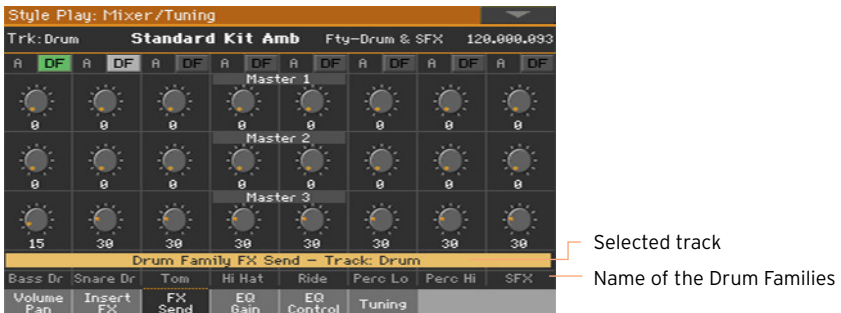 Style Play: Mixer/Tuning
Trk:Drum Standard Kit Amb Fty-Drum & SFX 120.000.093
A DF A DF A DF A DF A DF A DF A DF A DF
Master 1
0 0 0 0 0 0 0 0
Master 2
0 0 0 0 0 0 0 0
Master 3
15 30 30 30 30 30 30 30
Drum Family FX Send - Track: Drum
Selected track
Bass Dr Snare Dr Tom Hi Hat Ride Perc Lo Perc Hi SFX
Name of the Drum Families
Volume Pan Insert FX FX Send EQ Gain EQ Control Tuning